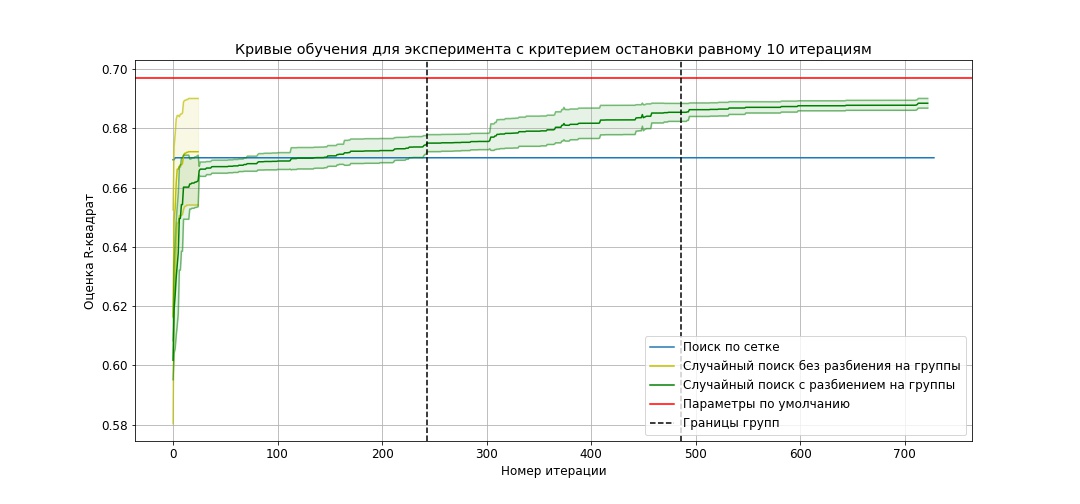 Кривые обучения для эксперимента с критерием остановки равному 10 итерациям
Оценка R-квадрат
0.70
0.68
0.66
0.64
0.62
0.60
0.58
Поиск по сетке
Случайный поиск без разбиения на группы
Случайный поиск с разбиением на группы
Параметры по умолчанию
Границы групп
0 100 200 300 400 500 600 700
Номер итерации